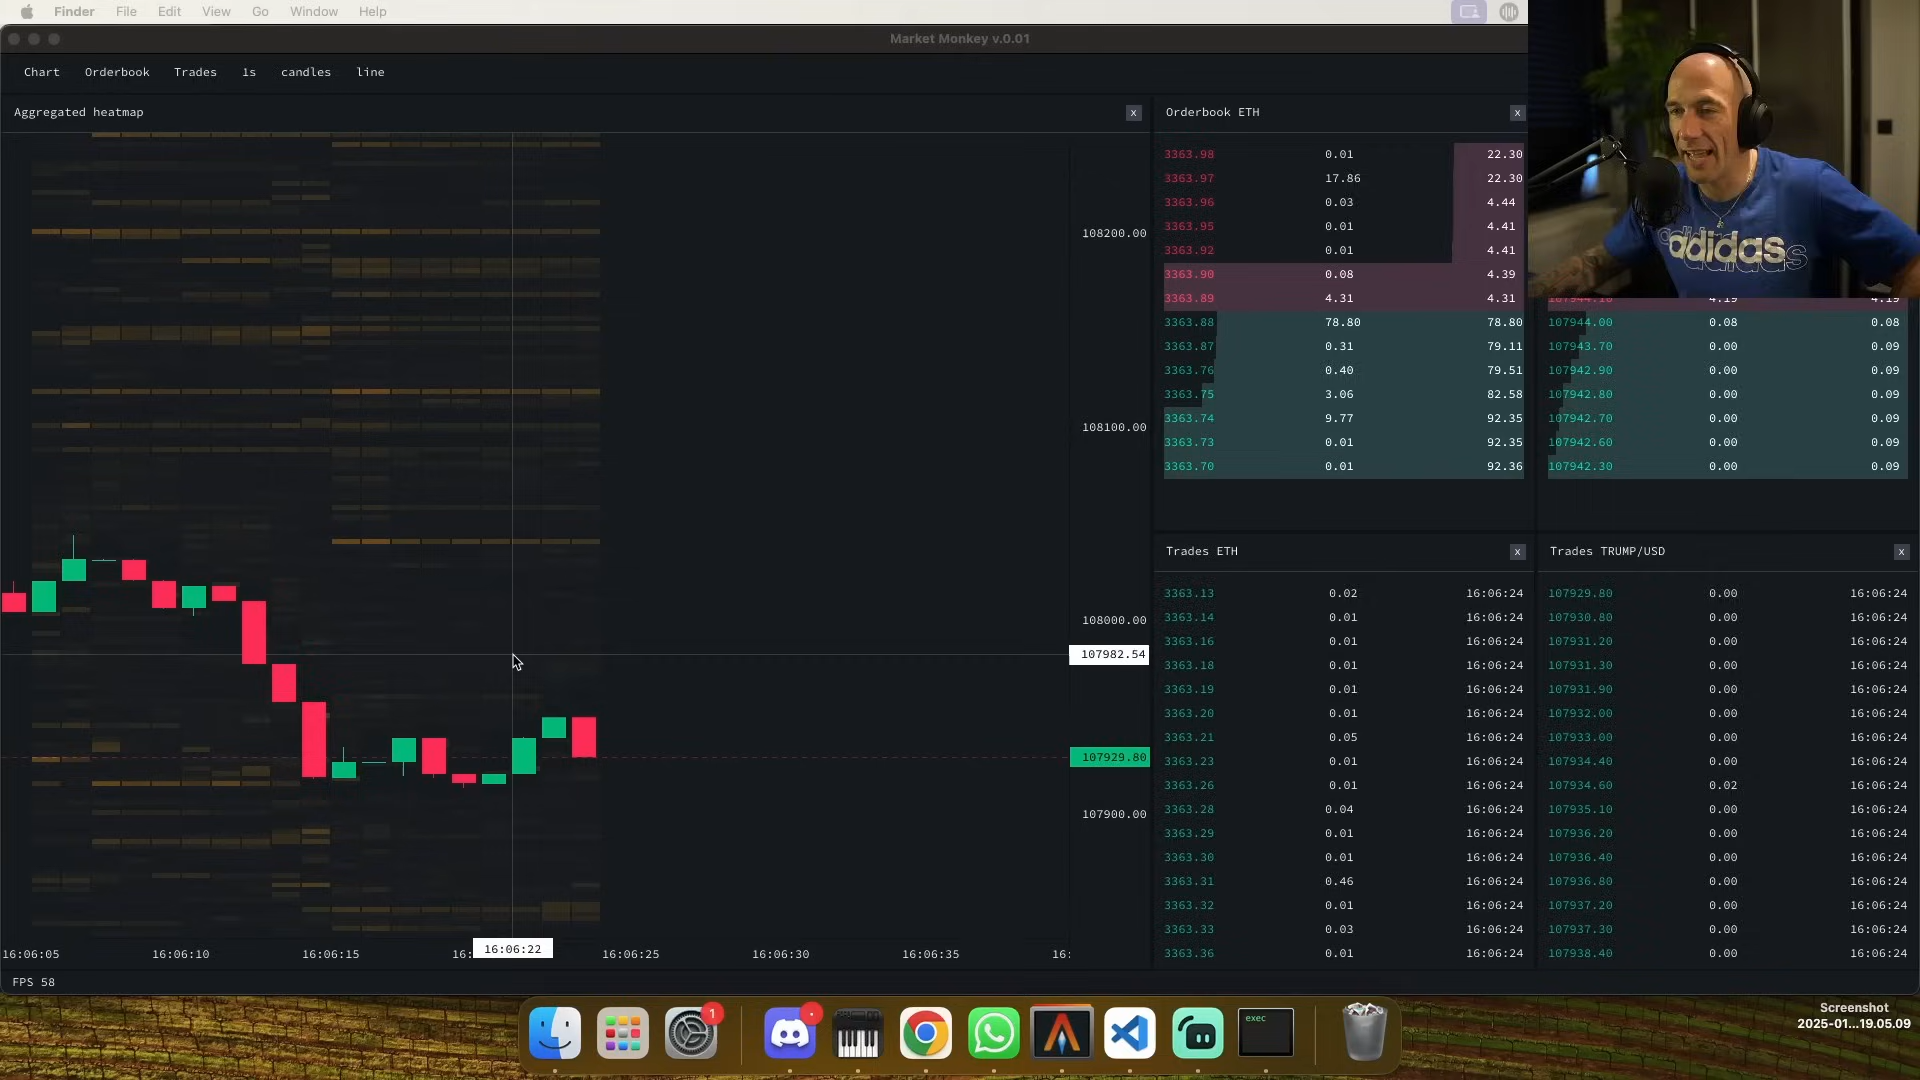 Finder File Edit View Go Window Help
Market Monkey v.0.01
Chart Orderbook Trades 1s candles line
Aggregated heatmap x
108200.00
108100.00
108000.00
107982.54
107929.80
107900.00
16:06:05 16:06:10 16:06:15 16: 16:06:22 16:06:25 16:06:30 16:06:35 16:
FPS 58
Orderbook ETH x
3363.98 0.01 22.30
3363.97 17.86 22.30
3363.96 0.03 4.44
3363.95 0.01 4.41
3363.92 0.01 4.41
3363.90 0.08 4.39
3363.89 4.31 4.31
3363.88 78.80 78.80
3363.87 0.31 79.11
3363.76 0.40 79.51
3363.75 3.06 82.58
3363.74 9.77 92.35
3363.73 0.01 92.35
3363.70 0.01 92.36
adidas
107944.10 4.19 4.19
107944.00 0.08 0.08
107943.70 0.00 0.09
107942.90 0.00 0.09
107942.80 0.00 0.09
107942.70 0.00 0.09
107942.60 0.00 0.09
107942.30 0.00 0.09
Trades ETH x
3363.13 0.02 16:06:24
3363.14 0.01 16:06:24
3363.16 0.01 16:06:24
3363.18 0.01 16:06:24
3363.19 0.01 16:06:24
3363.20 0.01 16:06:24
3363.21 0.05 16:06:24
3363.23 0.01 16:06:24
3363.26 0.01 16:06:24
3363.28 0.04 16:06:24
3363.29 0.01 16:06:24
3363.30 0.01 16:06:24
3363.31 0.46 16:06:24
3363.32 0.01 16:06:24
3363.33 0.03 16:06:24
3363.36 0.01 16:06:24
Trades TRUMP/USD x
107929.80 0.00 16:06:24
107930.80 0.00 16:06:24
107931.20 0.00 16:06:24
107931.30 0.00 16:06:24
107931.90 0.00 16:06:24
107932.00 0.00 16:06:24
107933.00 0.00 16:06:24
107934.40 0.00 16:06:24
107934.60 0.02 16:06:24
107935.10 0.00 16:06:24
107936.20 0.00 16:06:24
107936.40 0.00 16:06:24
107936.80 0.00 16:06:24
107937.20 0.00 16:06:24
107937.30 0.00 16:06:24
107938.40 0.00 16:06:24
1
exec
Screenshot
2025-01...19.05.09